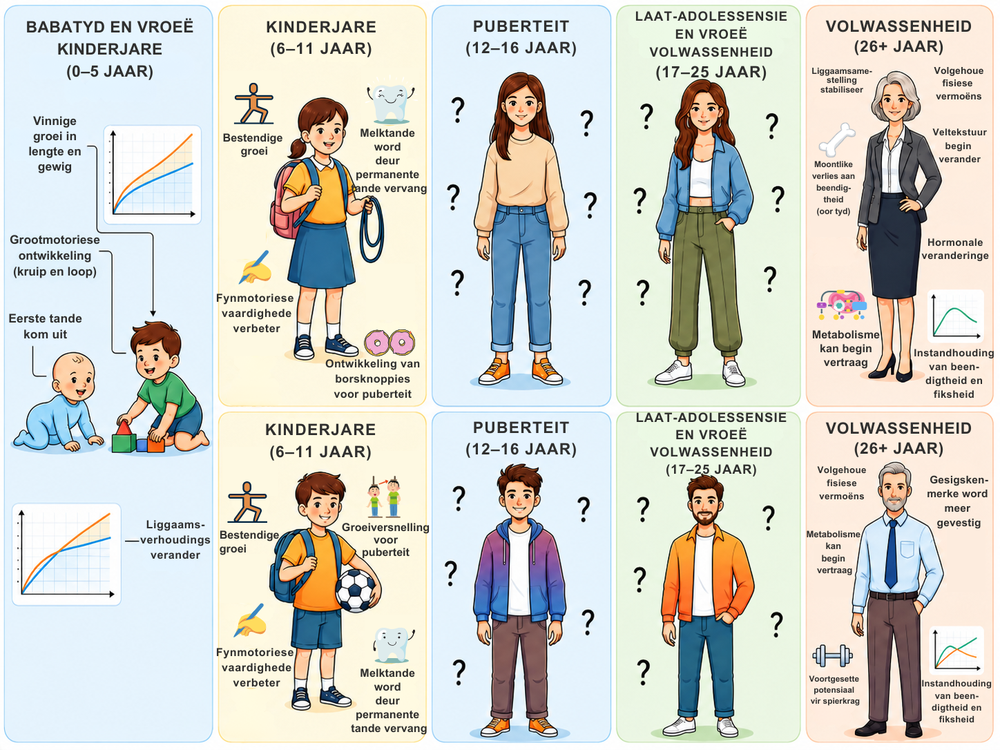 BABATYD EN VROEË
KINDERJARE
(0–5 JAAR)
Vinnige
groei in
lengte en
gewig
Grootmotoriese
ontwikkeling
(kruip en loop)
Eerste tande
kom uit
Liggaams-
verhoudings
verander
KINDERJARE
(6–11 JAAR)
Bestendige
groei
Melktande
word
deur
permanente
tande vervang
Fynmotoriese
vaardighede
verbeter
Ontwikkeling van
borsknoppies
voor puberteit
PUBERTEIT
(12–16 JAAR)
?
?
?
?
?
?
LAAT-ADOLESSENSIE
EN VROEË
VOLWASSENHEID
(17–25 JAAR)
?
?
?
?
?
?
VOLWASSENHEID
(26+ JAAR)
Liggaamsame-
stelling
stabiliseer
Volgehoue
fisiese
vermoëns
Veltekstuur
begin
verander
Moontlike
verlies aan
beendig-
theid
(oor tyd)
Hormonale
veranderinge
Metabolisme
kan begin
vertraag
Instandhouding
van been-
digtheid en
fiksheid
KINDERJARE
(6–11 JAAR)
Bestendige
groei
Groeiversnelling
voor
puberteit
Fynmotoriese
vaardighede
verbeter
Melktande
word
deur
permanente
tande vervang
PUBERTEIT
(12–16 JAAR)
?
?
?
?
?
LAAT-ADOLESSENSIE
EN VROEË
VOLWASSENHEID
(17–25 JAAR)
?
?
?
?
?
VOLWASSENHEID
(26+ JAAR)
Volgehoue
fisiese
vermoëns
Gesigsken-
merke word
meer
gevestig
Metabolisme
kan
begin
vertraag
Voortgesette
potensiaal
vir spierkrag
Instandhouding
van been-
digtheid en
fiksheid